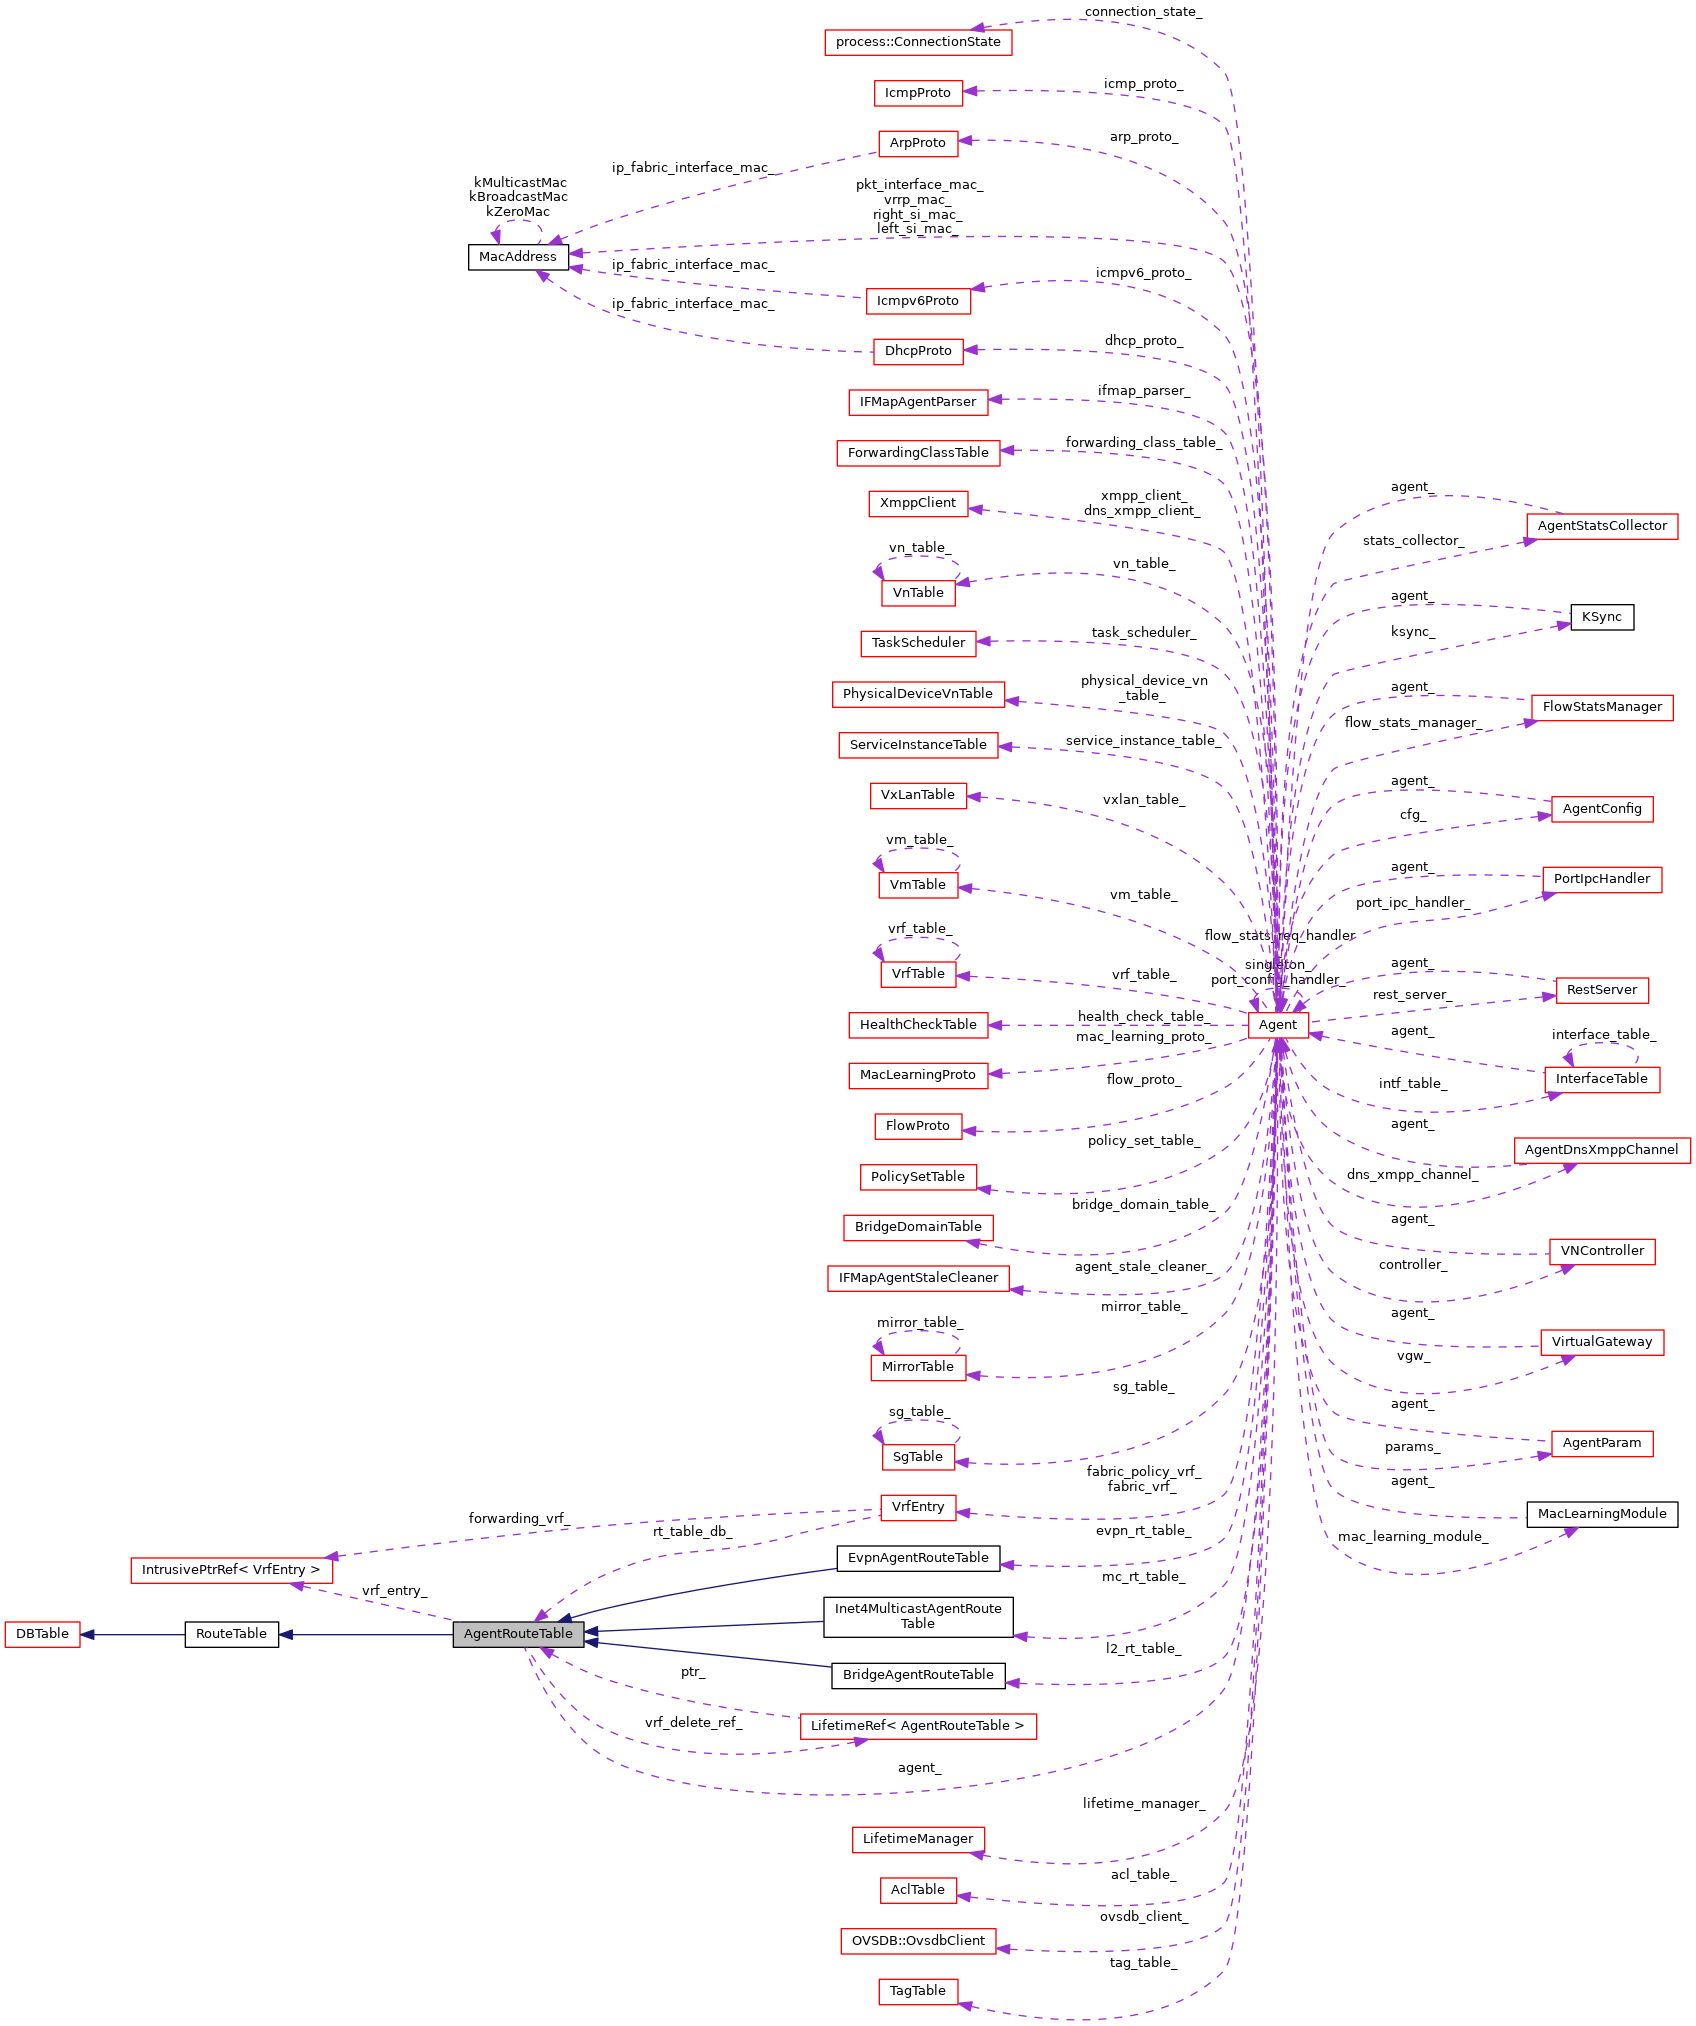 connection_state_
process::ConnectionState
icmp_proto_
IcmpProto
arp_proto_
ArpProto
ip_fabric_interface_mac_
kMulticastMac
kBroadcastMac
kZeroMac
pkt_interface_mac_
vrrp_mac_
right_si_mac_
left_si_mac_
MacAddress
ip_fabric_interface_mac_
icmpv6_proto_
Icmpv6Proto
ip_fabric_interface_mac_
dhcp_proto_
DhcpProto
ifmap_parser_
IFMapAgentParser
forwarding_class_table_
ForwardingClassTable
xmpp_client_
dns_xmpp_client_
XmppClient
agent_
AgentStatsCollector
stats_collector_
vn_table_
vn_table_
VnTable
agent_
KSync
ksync_
task_scheduler_
TaskScheduler
physical_device_vn
_table_
PhysicalDeviceVnTable
agent_
FlowStatsManager
flow_stats_manager_
service_instance_table_
ServiceInstanceTable
vxlan_table_
VxLanTable
agent_
AgentConfig
cfg_
vm_table_
vm_table_
VmTable
agent_
PortIpcHandler
port_ipc_handler_
vrf_table_
vrf_table_
VrfTable
flow_stats_req_handler
singleton_
port_config_handler_
agent_
RestServer
rest_server_
health_check_table_
HealthCheckTable
Agent
mac_learning_proto_
MacLearningProto
agent_
interface_table_
InterfaceTable
intf_table_
flow_proto_
FlowProto
agent_
AgentDnsXmppChannel
dns_xmpp_channel_
policy_set_table_
PolicySetTable
bridge_domain_table_
BridgeDomainTable
agent_
VNController
controller_
agent_stale_cleaner_
IFMapAgentStaleCleaner
mirror_table_
mirror_table_
MirrorTable
agent_
VirtualGateway
vgw_
sg_table_
sg_table_
SgTable
agent_
AgentParam
params_
fabric_policy_vrf_
fabric_vrf_
VrfEntry
agent_
MacLearningModule
mac_learning_module_
forwarding_vrf_
rt_table_db_
evpn_rt_table_
EvpnAgentRouteTable
IntrusivePtrRef< VrfEntry >
vrf_entry_
mc_rt_table_
Inet4MulticastAgentRoute
Table
DBTable
RouteTable
AgentRouteTable
l2_rt_table_
BridgeAgentRouteTable
ptr_
vrf_delete_ref_
LifetimeRef< AgentRouteTable >
agent_
lifetime_manager_
LifetimeManager
acl_table_
AclTable
ovsdb_client_
OVSDB::OvsdbClient
tag_table_
TagTable